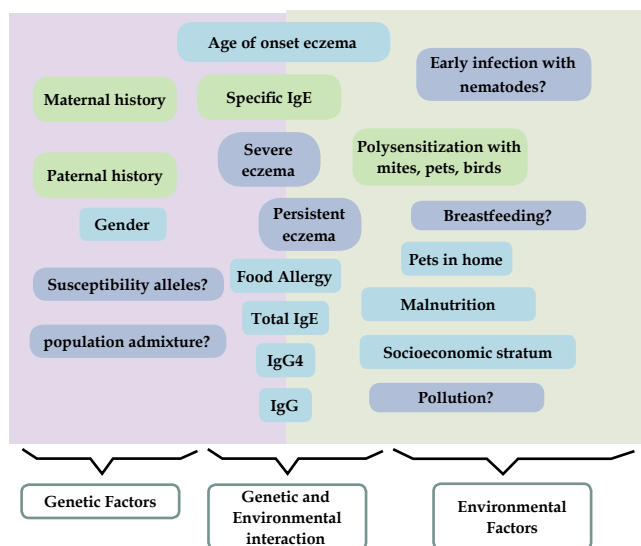 Age of onset eczema
Maternal history
Specific IgE
Early infection with
nematodes?
Severe
eczema
Polysensitization with
mites, pets, birds
Paternal history
Gender
Persistent
eczema
Breastfeeding?
Pets in home
Susceptibility alleles?
Food Allergy
Malnutrition
Total IgE
population admixture?
IgG4
Socioeconomic stratum
IgG
Pollution?
Genetic Factors
Genetic and
Environmental
interaction
Environmental
Factors